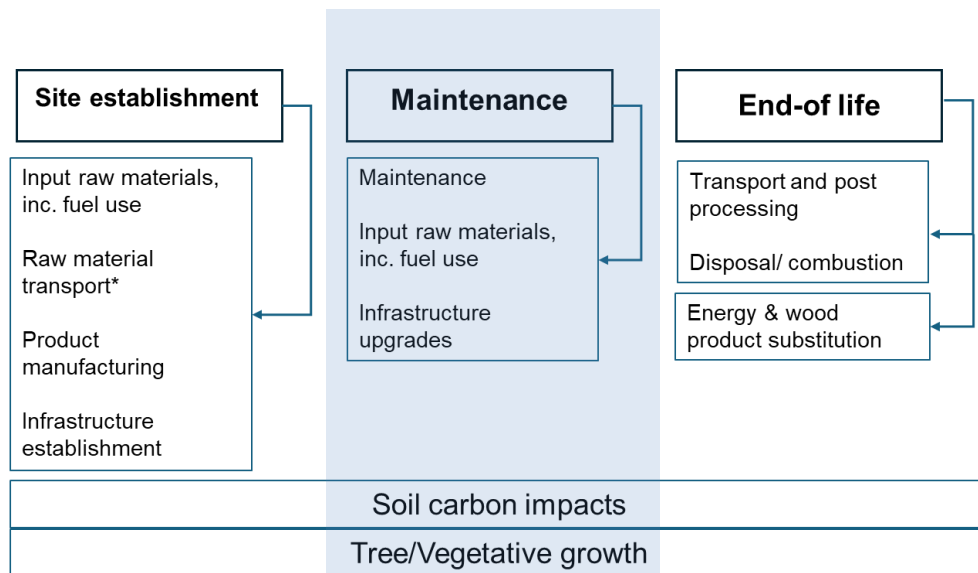 Site establishment
Input raw materials,
inc. fuel use
Raw material
transport*
Product
manufacturing
Infrastructure
establishment
Maintenance
Maintenance
Input raw materials,
inc. fuel use
Infrastructure
upgrades
End-of life
Transport and post
processing
Disposal/ combustion
Energy & wood
product substitution
Soil carbon impacts
Tree/Vegetative growth